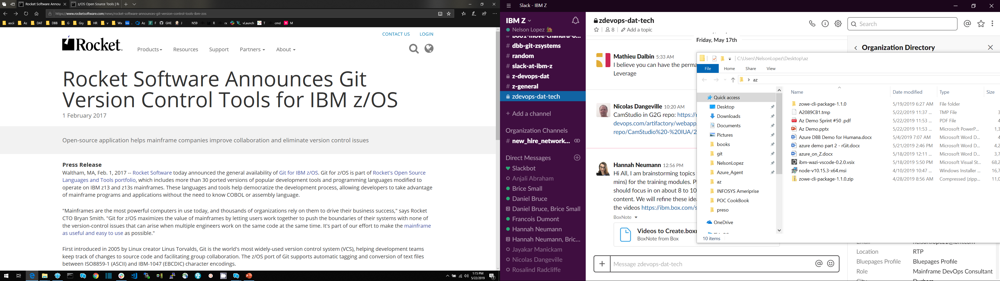 Rocket Software Annou
z/OS Open Source Tools | R
https://www.rocketsoftware.com/news/rocket-software-announces-git-version-control-tools-ibm-zos
ascii Az DAT DBB G Gry HR v Wx box . Az F F GHE J N59 R rx vLaunch T cmd M
CONTACT US LOGIN
Rocket
Products Resources Support Partners About
Rocket Software Announces Git
Version Control Tools for IBM z/OS
1 February 2017
Open-source application helps mainframe companies improve collaboration and eliminate version control issues
Press Release
Waltham, MA, Feb. 1, 2017 -- Rocket Software today announced the general availability of Git for IBM z/OS. Git for z/OS is part of Rocket's Open Source
Languages and Tools portfolio, which includes more than 30 ported versions of popular development tools and programming languages modified to
operate on IBM z13 and z13s mainframes. These languages and tools help democratize the development process, allowing developers to take advantage
of mainframe programs and applications without the need to know COBOL or assembly language.
"Mainframes are the most powerful computers in use today, and thousands of organizations rely on them to drive their business success," says Rocket
CTO Bryan Smith. "Git for z/OS maximizes the value of mainframes by letting users work together to push the boundaries of their systems with none of
the version-control issues that can arise when multiple engineers work on the same code at the same time. It's part of our effort to make the mainframe
as useful and easy to use as possible."
First introduced in 2005 by Linux creator Linus Torvalds, Git is the world's most widely-used version control system (VCS), helping development teams
keep track of changes to source code and facilitating group collaboration. The z/OS port of Git supports automatic tagging and conversion of text files
between ISO8859-1 (ASCII) and IBM-1047 (EBCDIC) character encodings.
1:15 PM
5/22/2019
Slack - IBM Z
IBM Z
Nelson Lopez
# dbb-git-zsystems
# random
# slack-at-ibm-z
z-devops-dat
# z-general
zdevops-dat-tech
+ Add a channel
Organization Channels
# new_hire_network...
Direct Messages
Slackbot
Anjali Abraham
Brice Small
Daniel Bruce
2 Daniel Bruce, Brice Small
Francois Dumont
Hannah Neumann
2 Hannah Neumann, Bric...
Jayakar Manickam
Nicolas Dangeville
Rosalind Radcliffe
zdevops-dat-tech
8 | Add a topic
Search
Friday, May 17th
Mathieu Dalbin 5:33 AM
I believe you can have the perma
Leverage
Nicolas Dangeville 10:20 AM
CamStudio in G2G repo: https://
devops.com/artifactory/webapp
repo/CamStudio%20-%20IUA/2
Hannah Neumann 12:56 PM
Hi All, I am brainstorming topics
mins) for the training modules. P
should focus in on about 8 to 10
content. We will refine these ide
the videos https://ibm.box.com/s
BoxNote
Videos to Create.box
BoxNote from Box
Message zdevops-dat-tech
Organization Directory
C:\Users\NelsonLopez\Desktop\az
File Home Share View
az
Quick access
Desktop
Downloads
Documents
Pictures
books
git
NelsonLopez
Azure_Agent
az
INFOSYS Ameriprise
POC CookBook
preso
OneDrive
10 items
Name Date modified Type Size
zowe-cli-package-1.1.0 5/19/2019 6:27 AM File folder
A2089CB1.tmp 5/22/2019 11:37 ... TMP File 3
Az Demo Sprint #50 .pdf 5/22/2019 11:53 ... PDF File 4
Az Demo.pptx 5/22/2019 11:53 ... Microsoft PowerP... 1,3
Azure DBB Demo for Humana.docx 5/4/2019 7:07 AM Microsoft Word D... 4
azure demo part 2 - rGit.docx 5/21/2019 2:46 PM Microsoft Word D... 4,2
azure_on_Z.docx 5/18/2019 12:11 ... Microsoft Word D... 3,7
ibm-wazi-vscode-0.2.0.vsix 5/18/2019 5:50 PM Microsoft Visual St... 68,2
node-v10.15.3-x64.msi 4/10/2019 10:47 ... Windows Installer ... 16,7
zowe-cli-package-1.1.0.zip 4/28/2019 8:56 AM Compressed (zipp... 11,0
Location RTP
Bluepages Profile Bluepages Profile
Role Mainframe DevOps Consultant